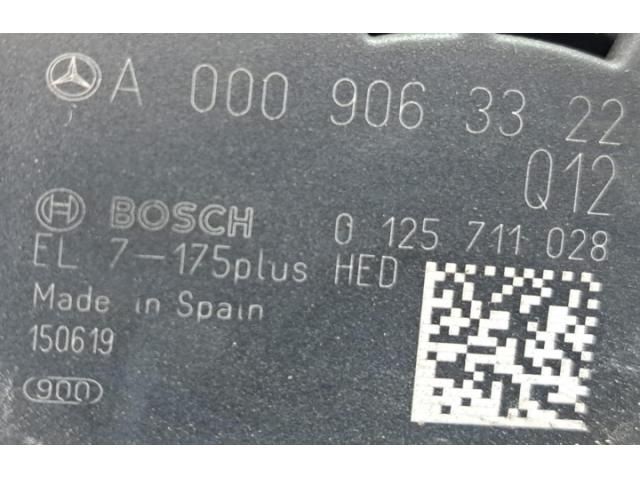 A 000 906 33 22
Q12
BOSCH 0 125 711 028
EL 7-175plus HED
Made in Spain
150619
900